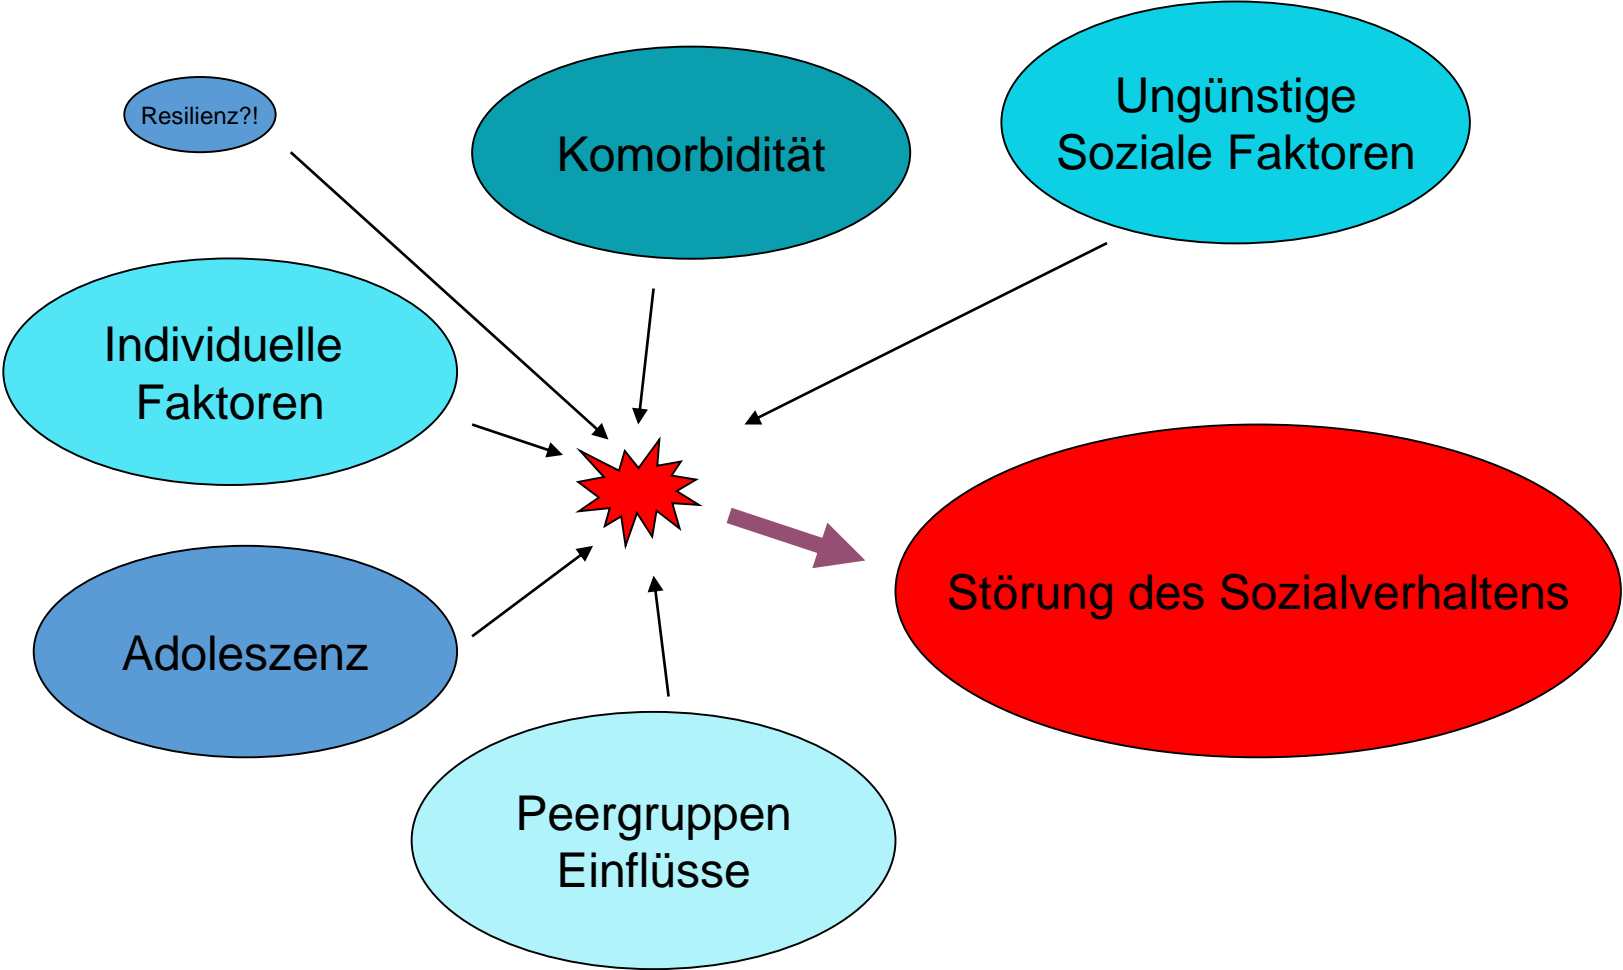 Resilienz?!
Komorbidität
Ungünstige
Soziale Faktoren
Individuelle
Faktoren
Störung des Sozialverhaltens
Adoleszenz
Peergruppen
Einflüsse